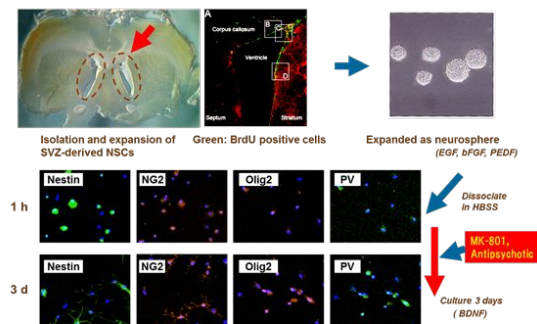 A
Corpus callosum
B
C
Ventricle
D
Septum
Striatum
Isolation and expansion of
SVZ-derived NSCs
Green: BrdU positive cells
Expanded as neurosphere
(EGF, bFGF, PEDF)
Nestin
NG2
Olig2
PV
1 h
Dissociate
in HBSS
MK-801,
Antipsychotic
Nestin
NG2
Olig2
PV
3 d
Culture 3 days
( BDNF)